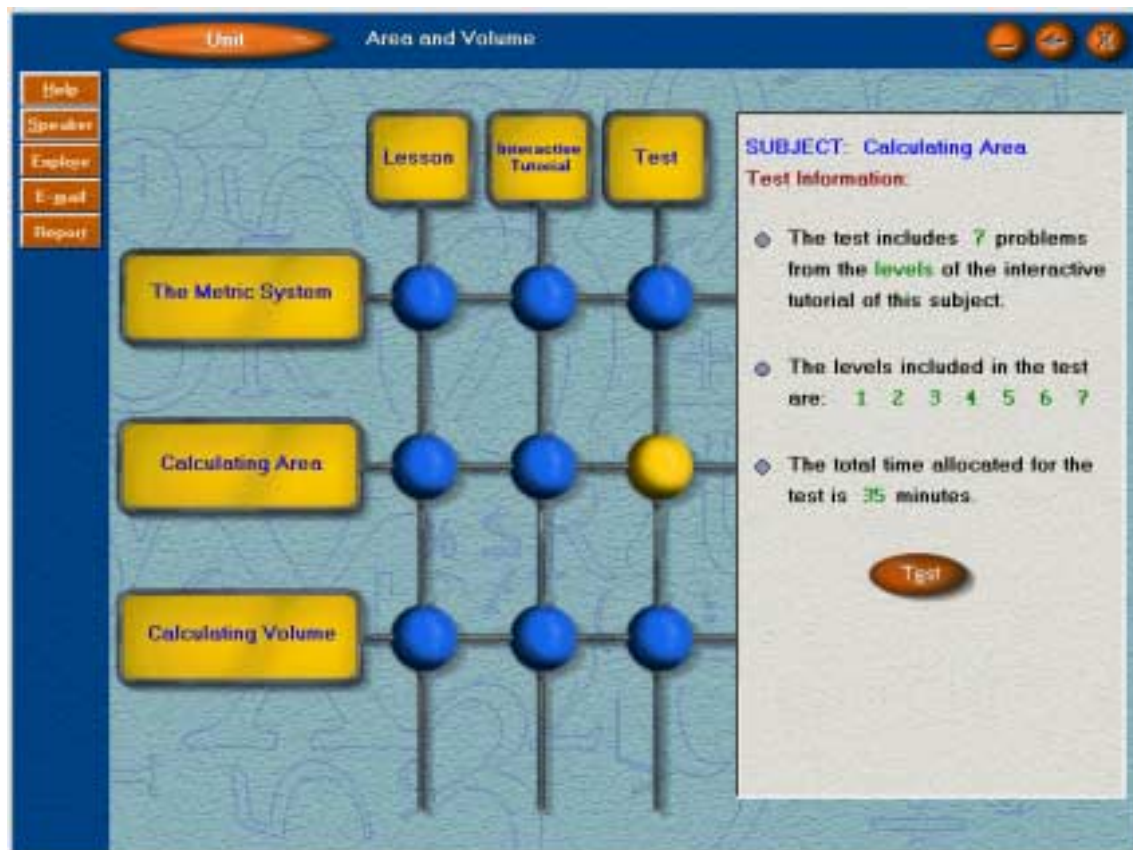 Unit
Area and Volume
Help
Speaker
Explore
E-mail
Report
Lesson
Interactive
Tutorial
Test
The Metric System
Calculating Area
Calculating Volume
SUBJECT: Calculating Area
Test Information:
The test includes 7 problems
from the levels of the interactive
tutorial of this subject.
The levels included in the test
are: 1 2 3 4 5 6 7
The total time allocated for the
test is 35 minutes.
Test